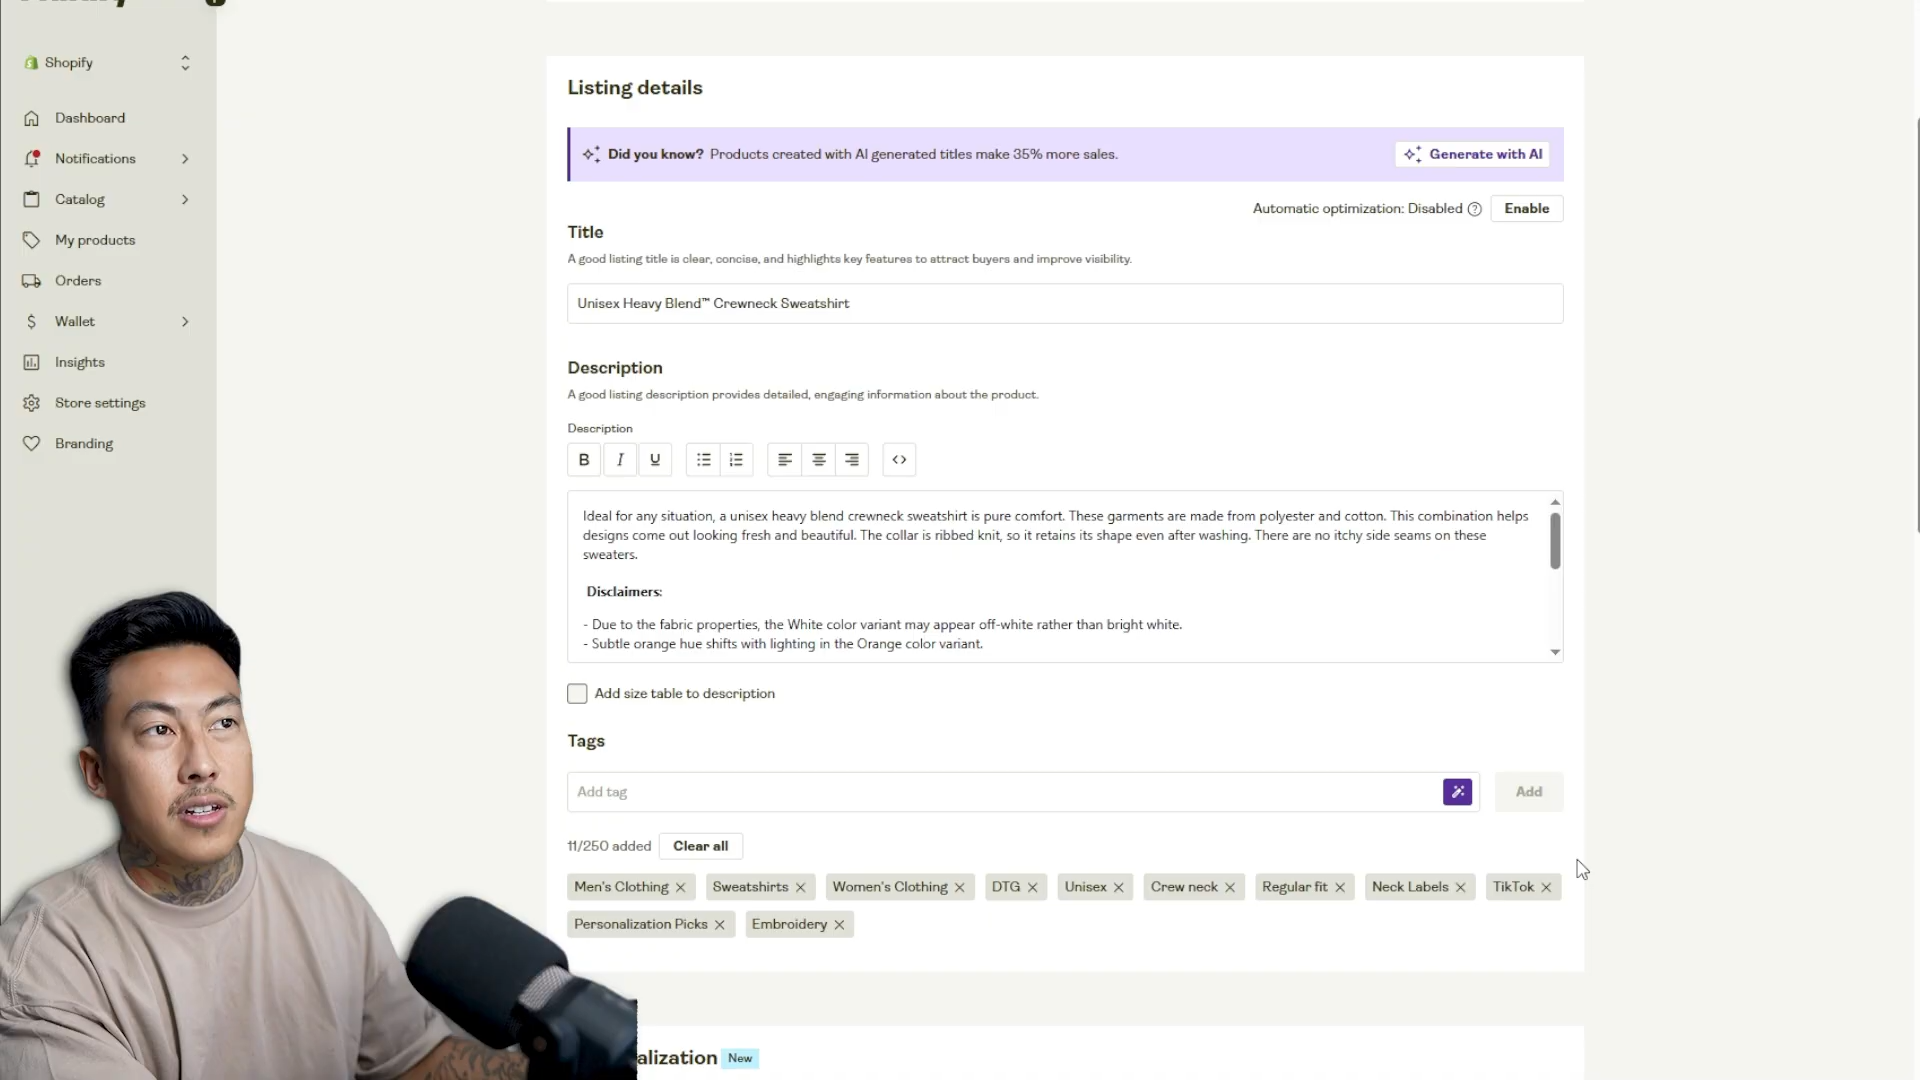 Shopify
Dashboard
Notifications
Catalog
My products
Orders
Wallet
Insights
Store settings
Branding
Listing details
Did you know? Products created with AI generated titles make 35% more sales.
Generate with AI
Automatic optimization: Disabled
Enable
Title
A good listing title is clear, concise, and highlights key features to attract buyers and improve visibility.
Unisex Heavy Blend™ Crewneck Sweatshirt
Description
A good listing description provides detailed, engaging information about the product.
Description
B I U
Ideal for any situation, a unisex heavy blend crewneck sweatshirt is pure comfort. These garments are made from polyester and cotton. This combination helps
designs come out looking fresh and beautiful. The collar is ribbed knit, so it retains its shape even after washing. There are no itchy side seams on these
sweaters.
Disclaimers:
- Due to the fabric properties, the White color variant may appear off-white rather than bright white.
- Subtle orange hue shifts with lighting in the Orange color variant.
Add size table to description
Tags
Add tag
Add
11/250 added
Clear all
Men's Clothing Sweatshirts Women's Clothing DTG Unisex Crew neck Regular fit Neck Labels TikTok
Personalization Picks Embroidery
alization New